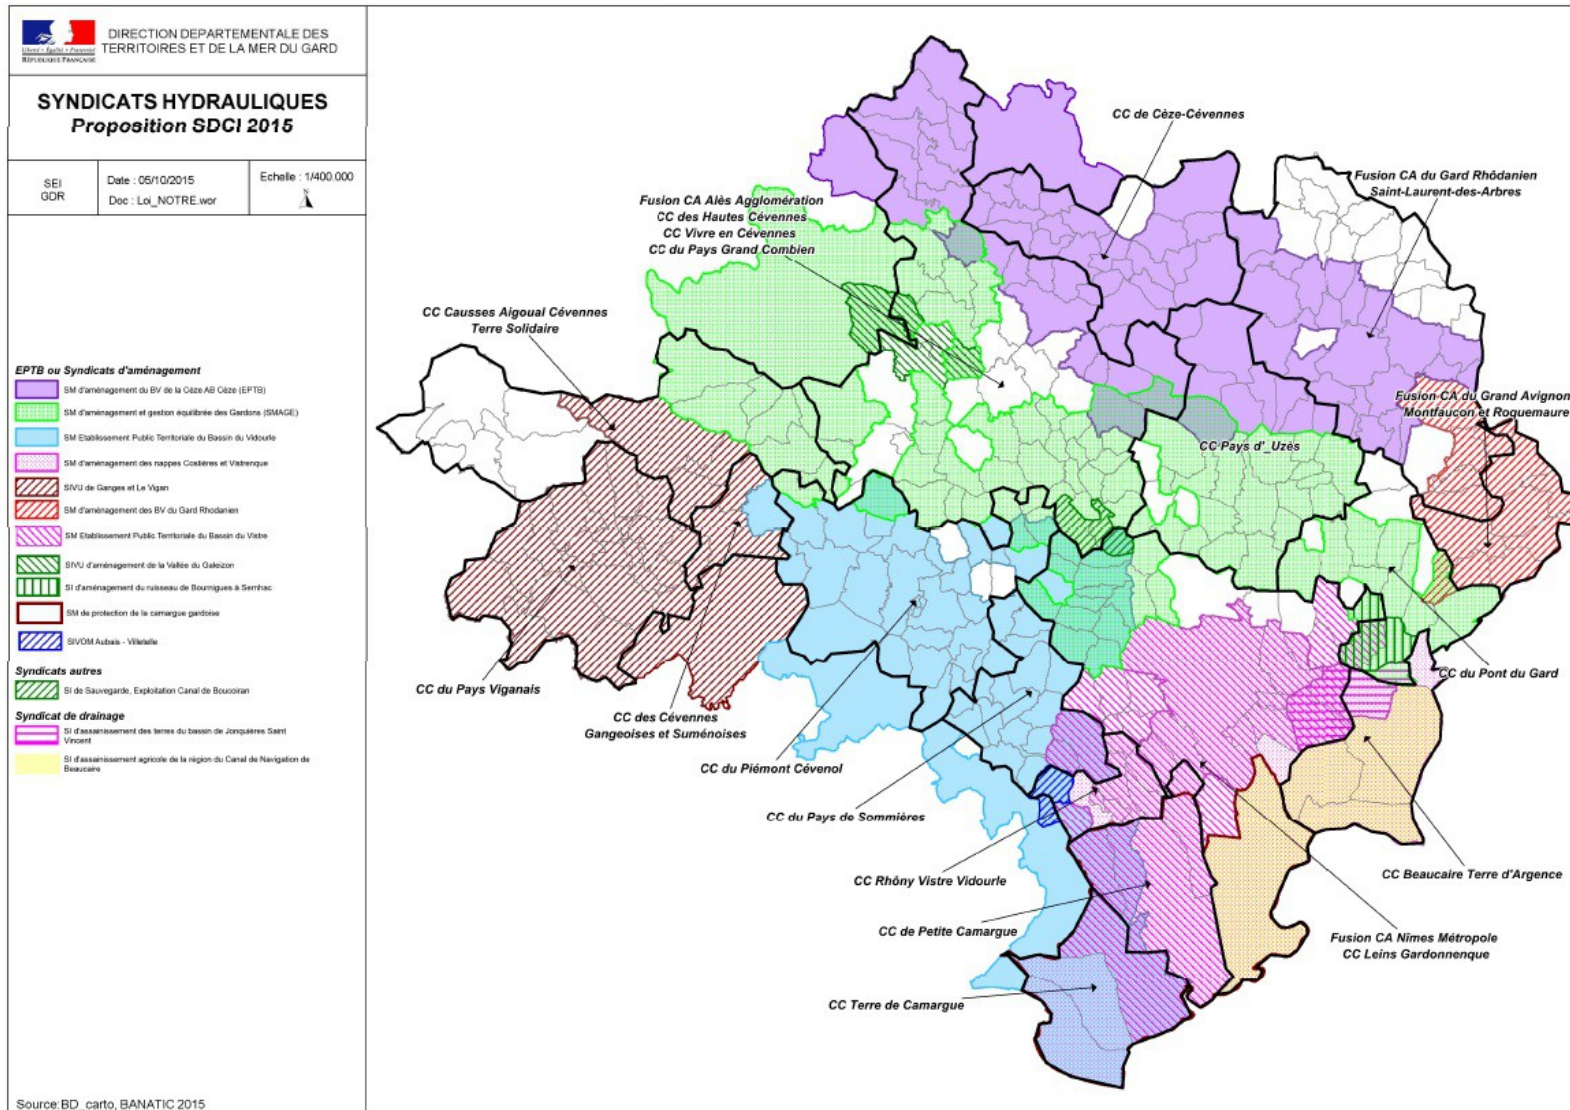 Liberté • Égalité • Fraternité
RÉPUBLIQUE FRANÇAISE
DIRECTION DEPARTEMENTALE DES
TERRITOIRES ET DE LA MER DU GARD
SYNDICATS HYDRAULIQUES
Proposition SDCI 2015
SEI
GDR
Date : 05/10/2015
Doc : Loi_NOTRE.wor
Echelle : 1/400.000
N
EPTB ou Syndicats d'aménagement
SM d'aménagement du BV de la Cèze AB Cèze (EPTB)
SM d'aménagement et gestion équilibrée des Gardons (SMAGE)
SM Etablissement Public Territoriale du Bassin du Vidourle
SM d'aménagement des nappes Costières et Vistrenque
SIVU de Ganges et Le Vigan
SM d'aménagement des BV du Gard Rhodanien
SM Etablissement Public Territoriale du Bassin du Vistre
SIVU d'aménagement de la Vallée du Galeizon
SI d'aménagement du ruisseau de Bournigues à Sernhac
SM de protection de la camargue gardoise
SIVOM Aubais - Villetelle
Syndicats autres
SI de Sauvegarde, Exploitation Canal de Boucoiran
Syndicat de drainage
SI d'assainissement des terres du bassin de Jonquières Saint
Vincent
SI d'assainissement agricole de la région du Canal de Navigation de
Beaucaire
Source:BD_carto, BANATIC 2015
CC de Cèze-Cévennes
Fusion CA du Gard Rhôdanien
Saint-Laurent-des-Arbres
Fusion CA Alès Agglomération
CC des Hautes Cévennes
CC Vivre en Cévennes
CC du Pays Grand Combien
CC Causses Aigoual Cévennes
Terre Solidaire
Fusion CA du Grand Avignon
Montfaucon et Roquemaure
CC Pays d'_Uzès
CC du Pont du Gard
CC du Pays Viganais
CC des Cévennes
Gangeoises et Suménoises
CC du Piémont Cévenol
CC du Pays de Sommières
CC Rhôny Vistre Vidourle
CC Beaucaire Terre d'Argence
CC de Petite Camargue
Fusion CA Nîmes Métropole
CC Leins Gardonnenque
CC Terre de Camargue